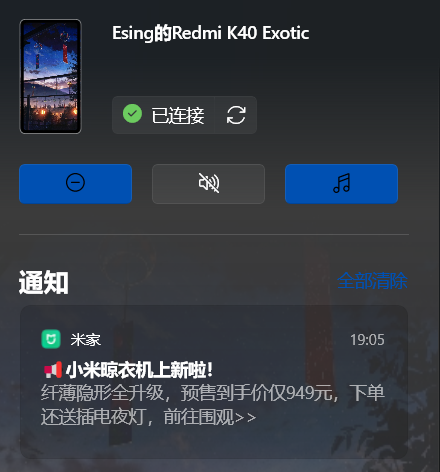 Esing的Redmi K40 Exotic
已连接
通知 全部清除
米家 19:05
小米晾衣机上新啦！
纤薄隐形全升级，预售到手价仅949元，下单
还送插电夜灯，前往围观>>